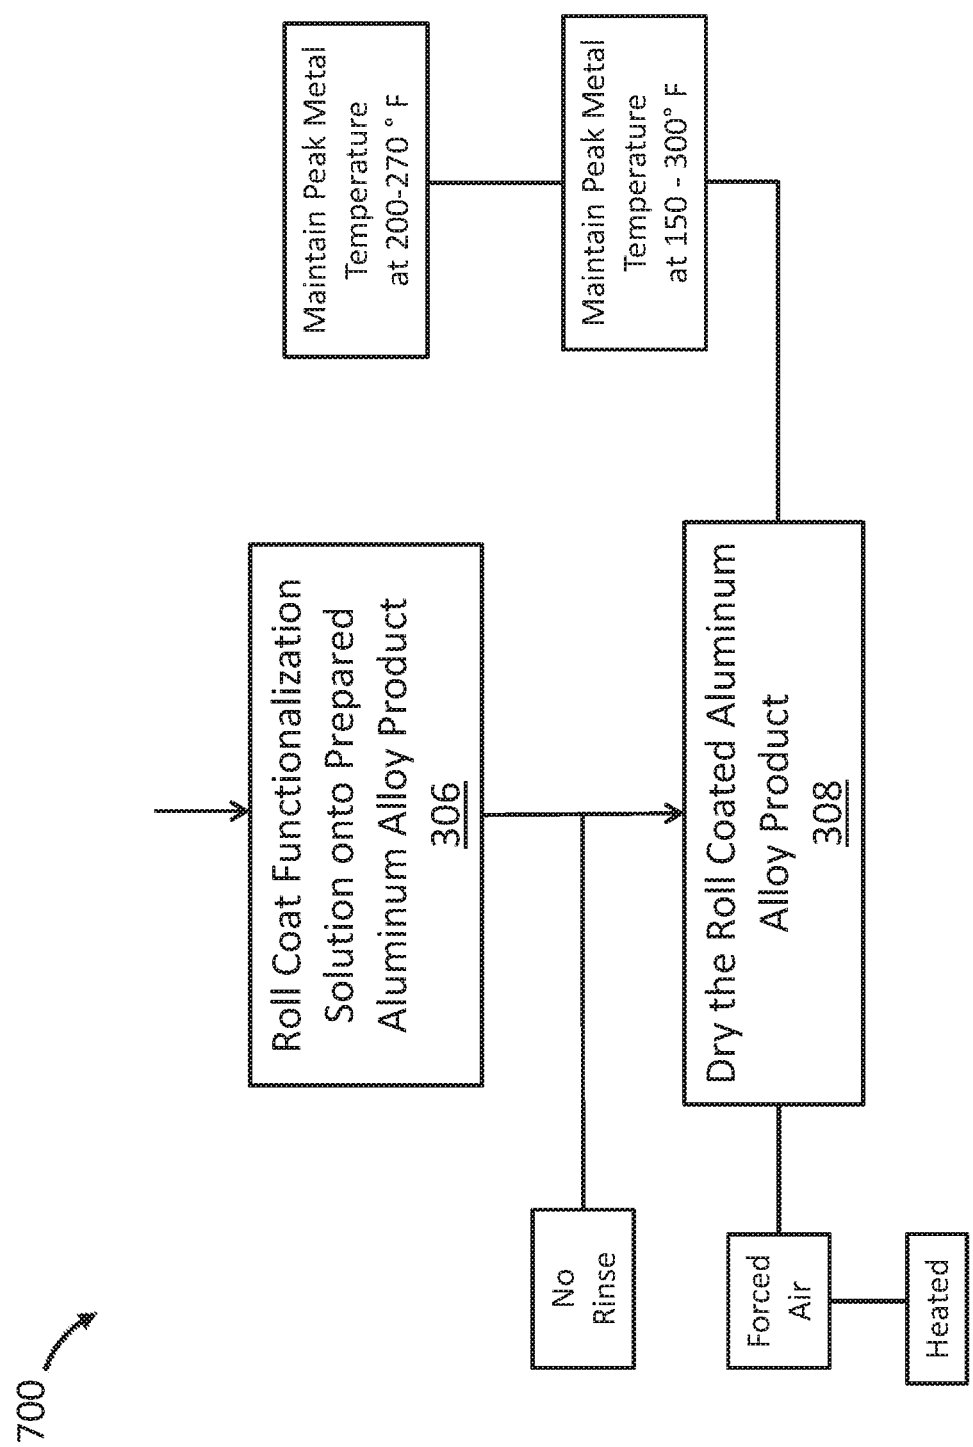 700
Roll Coat Functionalization
Solution onto Prepared
Aluminum Alloy Product
306
No
Rinse
Dry the Roll Coated Aluminum
Alloy Product
308
Forced
Air
Heated
Maintain Peak Metal
Temperature
at 150 - 300° F
Maintain Peak Metal
Temperature
at 200-270 ° F